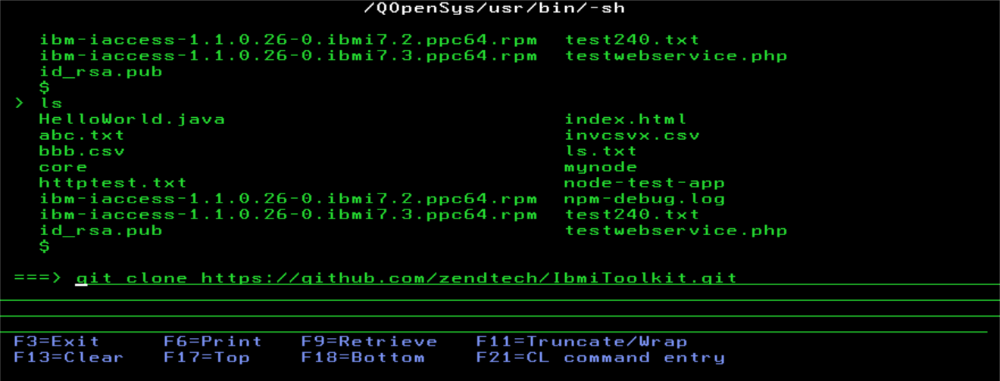 /QOpenSys/usr/bin/-sh
ibm-iaccess-1.1.0.26-0.ibmi7.2.ppc64.rpm  test240.txt
ibm-iaccess-1.1.0.26-0.ibmi7.3.ppc64.rpm  testwebservice.php
id_rsa.pub
$
> ls
HelloWorld.java  index.html
abc.txt  invcsvx.csv
bbb.csv  ls.txt
core  mynode
httptest.txt  node-test-app
ibm-iaccess-1.1.0.26-0.ibmi7.2.ppc64.rpm  npm-debug.log
ibm-iaccess-1.1.0.26-0.ibmi7.3.ppc64.rpm  test240.txt
id_rsa.pub  testwebservice.php
$
===> git clone https://github.com/zendtech/IbmiToolkit.git
F3=Exit  F6=Print  F9=Retrieve  F11=Truncate/Wrap
F13=Clear  F17=Top  F18=Bottom  F21=CL command entry